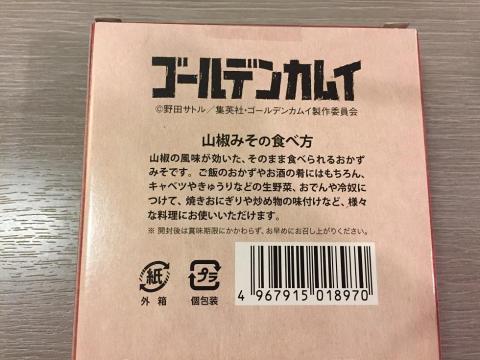 ゴールデンカムイ
©野田サトル／集英社・ゴールデンカムイ製作委員会
山椒みその食べ方
山椒の風味が効いた、そのまま食べられるおかず
みそです。ご飯のおかずやお酒の肴にはもちろん、
キャベツやきゅうりなどの生野菜、おでんや冷奴に
つけて、焼きおにぎりや炒め物の味付けなど、様々
な料理にお使いいただけます。
※ 開封後は賞味期限にかかわらず、お早めにお召し上がりください。
紙
外箱
プラ
個包装
4 967915 018970